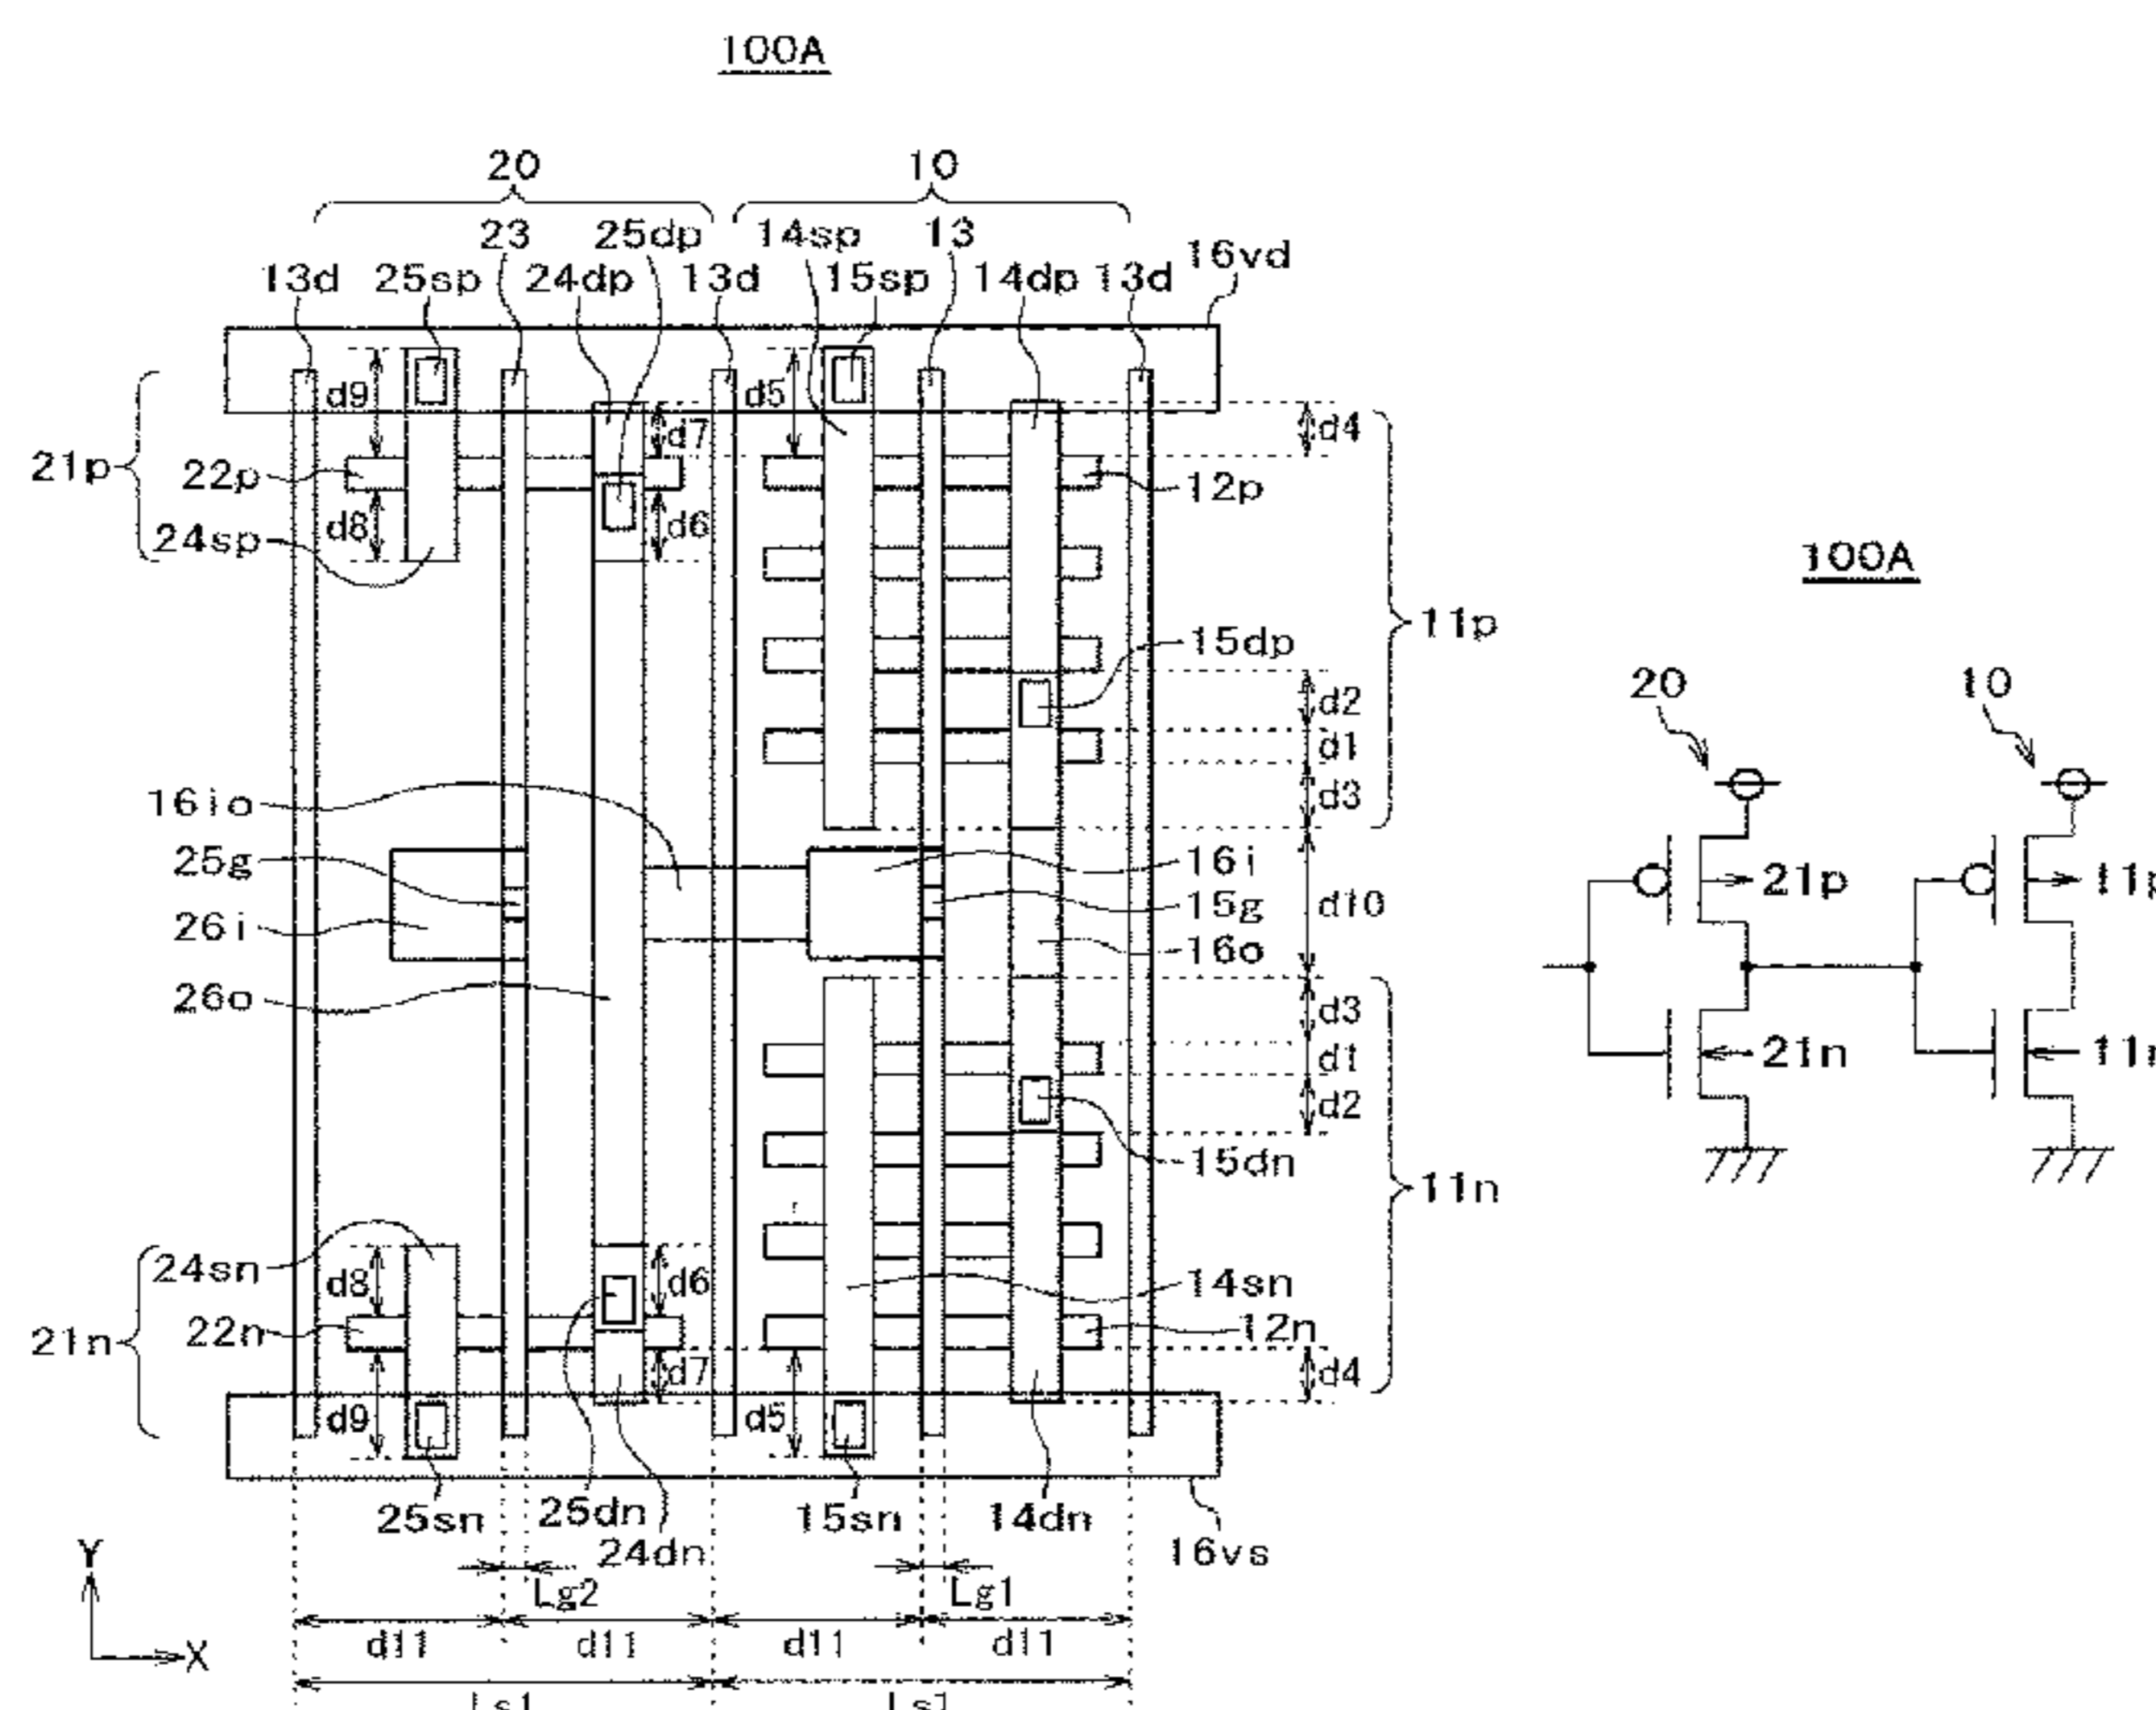 100A
20 10
23 25dp 14sp 13 16vd
13d 25sp 24dp 13d 15sp 14dp 13d
d9 d7 d5 d4
21p 22p 12p
d8 d6
24sp
100A
11p
15dp
d2
20 10
d1
16io d3
25g 16i 21p
15g d10
26i 16o
26o d3
d1 21n
d2
15dn
11n
24sn d8 d6 14sn
21n 22n 12n
d7 d4
d9 d5
25sn 25dn 15sn 14dn
24dn 16vs
Y
Lg2 Lg1
X d11 d11 d11 d11
Ls1 Ls1